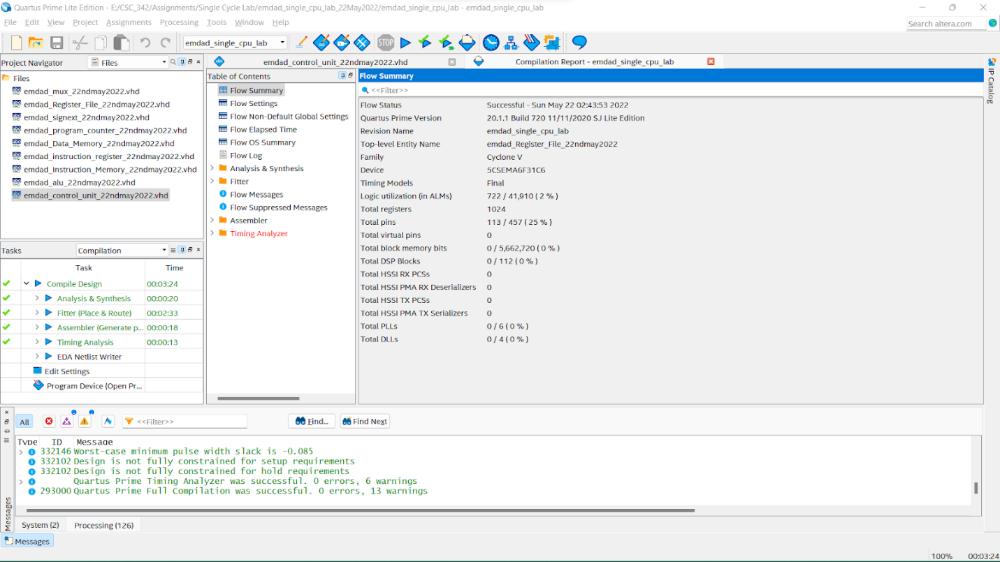 Quartus Prime Lite Edition - E:/CSC_342/Assignments/Single Cycle Lab/emdad_single_cpu_lab_22May2022/emdad_single_cpu_lab - emdad_single_cpu_lab
File Edit View Project Assignments Processing Tools Window Help
Search altera.com
emdad_single_cpu_lab
STOP
Project Navigator
Files
Files
emdad_mux_22ndmay2022.vhd
emdad_Register_File_22ndmay2022.vhd
emdad_signext_22ndmay2022.vhd
emdad_program_counter_22ndmay2022.vhd
emdad_Data_Memory_22ndmay2022.vhd
emdad_instruction_register_22ndmay2022.vhd
emdad_Instruction_Memory_22ndmay2022.vhd
emdad_alu_22ndmay2022.vhd
emdad_control_unit_22ndmay2022.vhd
Tasks
Compilation
Task Time
Compile Design 00:03:24
Analysis & Synthesis 00:00:20
Fitter (Place & Route) 00:02:33
Assembler (Generate p... 00:00:18
Timing Analysis 00:00:13
EDA Netlist Writer
Edit Settings
Program Device (Open Pr...
emdad_control_unit_22ndmay2022.vhd
Compilation Report - emdad_single_cpu_lab
Table of Contents
Flow Summary
Flow Settings
Flow Non-Default Global Settings
Flow Elapsed Time
Flow OS Summary
Flow Log
Analysis & Synthesis
Fitter
Flow Messages
Flow Suppressed Messages
Assembler
Timing Analyzer
Flow Summary
<<Filter>>
Flow Status Successful - Sun May 22 02:43:53 2022
Quartus Prime Version 20.1.1 Build 720 11/11/2020 SJ Lite Edition
Revision Name emdad_single_cpu_lab
Top-level Entity Name emdad_Register_File_22ndmay2022
Family Cyclone V
Device 5CSEMA6F31C6
Timing Models Final
Logic utilization (in ALMs) 722 / 41,910 ( 2 % )
Total registers 1024
Total pins 113 / 457 ( 25 % )
Total virtual pins 0
Total block memory bits 0 / 5,662,720 ( 0 % )
Total DSP Blocks 0 / 112 ( 0 % )
Total HSSI RX PCSs 0
Total HSSI PMA RX Deserializers 0
Total HSSI TX PCSs 0
Total HSSI PMA TX Serializers 0
Total PLLs 0 / 6 ( 0 % )
Total DLLs 0 / 4 ( 0 % )
IP Catalog
All
<<Filter>>
Find...
Find Next
Type ID Message
332146 Worst-case minimum pulse width slack is -0.085
332102 Design is not fully constrained for setup requirements
332102 Design is not fully constrained for hold requirements
Quartus Prime Timing Analyzer was successful. 0 errors, 6 warnings
293000 Quartus Prime Full Compilation was successful. 0 errors, 13 warnings
Messages
System (2) Processing (126)
Messages
100% 00:03:24